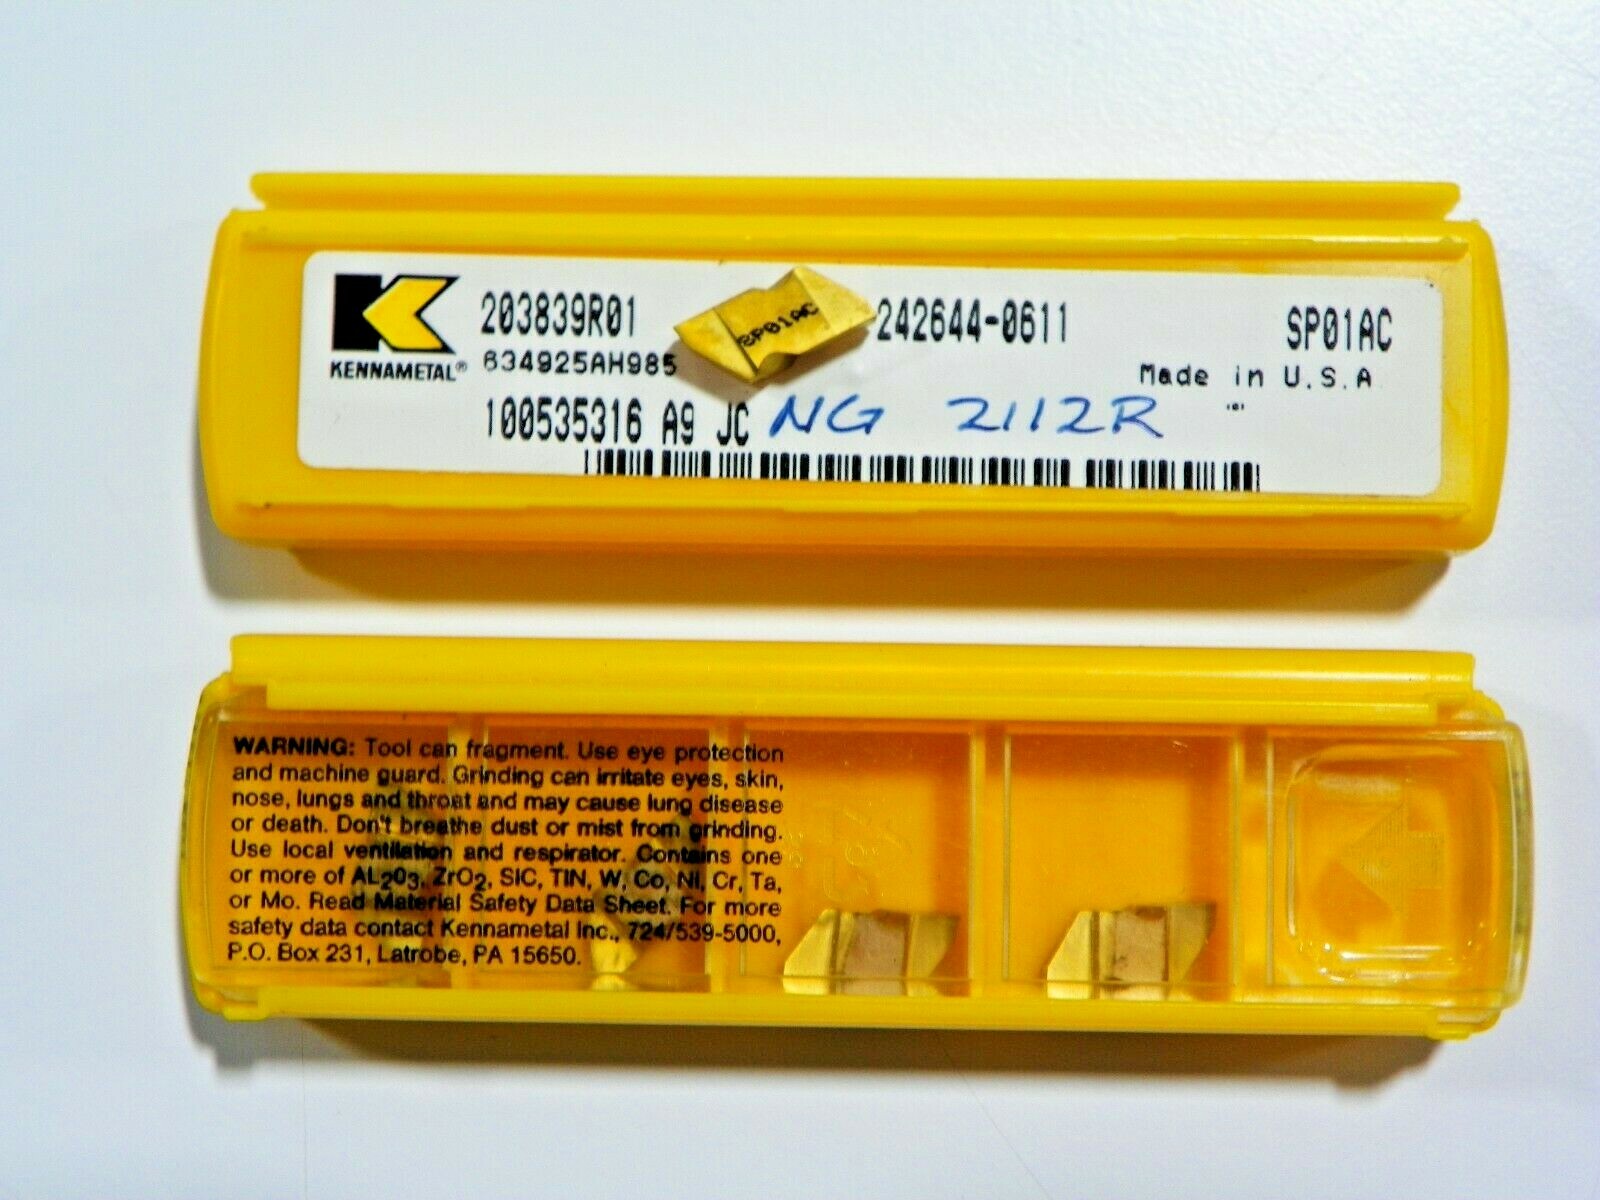 203839R01
242644-0611
SP01AC
KENNAMETAL®
634925AH985
SP01AC
Made in U.S.A
100535316 A9 JC
NG 2112R
WARNING: Tool can fragment. Use eye protection
and machine guard. Grinding can irritate eyes, skin,
nose, lungs and throat and may cause lung disease
or death. Don't breathe dust or mist from grinding.
Use local ventilation and respirator. Contains one
or more of AL2O3, ZrO2, SIC, TIN, W, Co, NI, Cr, Ta,
or Mo. Read Material Safety Data Sheet. For more
safety data contact Kennametal Inc., 724/539-5000,
P.O. Box 231, Latrobe, PA 15650.